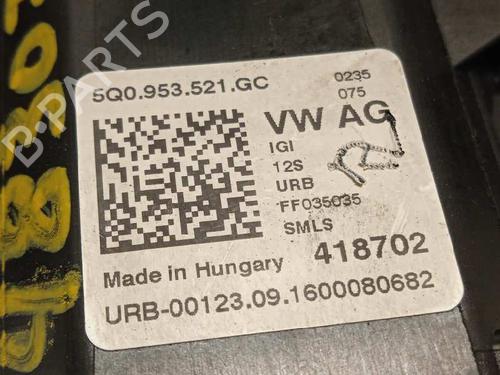 5Q0.953.521.GC
0235
075
VW AG
IGI
12S
URB
FF035035
SMLS
418702
Made in Hungary
URB-00123.09.1600080682
B-PARTS